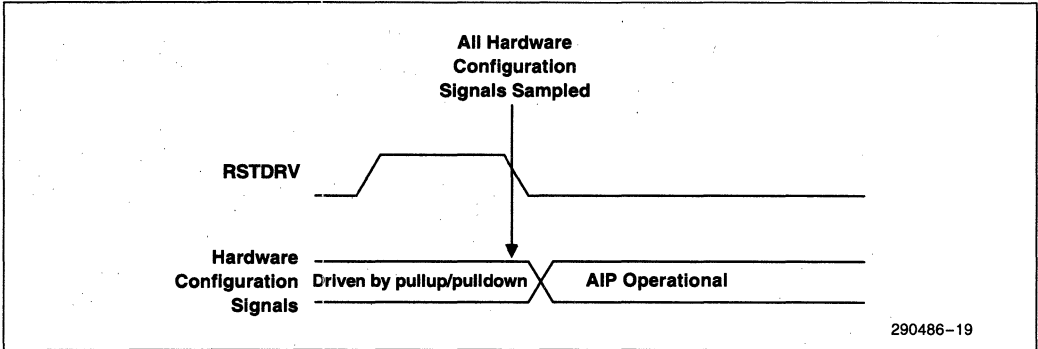 All Hardware
Configuration
Signals Sampled
RSTDRV
Hardware
Configuration
Signals
Driven by pullup/pulldown
AIP Operational
290486-19